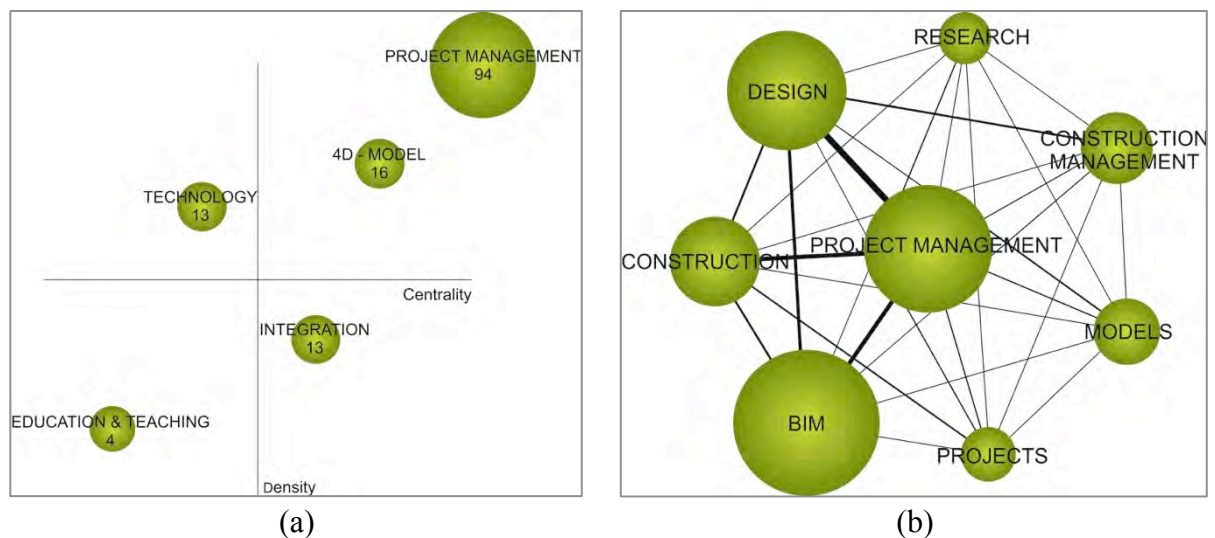 PROJECT MANAGEMENT
94
4D - MODEL
16
TECHNOLOGY
13
Centrality
INTEGRATION
13
EDUCATION & TEACHING
4
Density
(a)
RESEARCH
DESIGN
CONSTRUCTION
MANAGEMENT
PROJECT MANAGEMENT
CONSTRUCTION
MODELS
BIM
PROJECTS
(b)